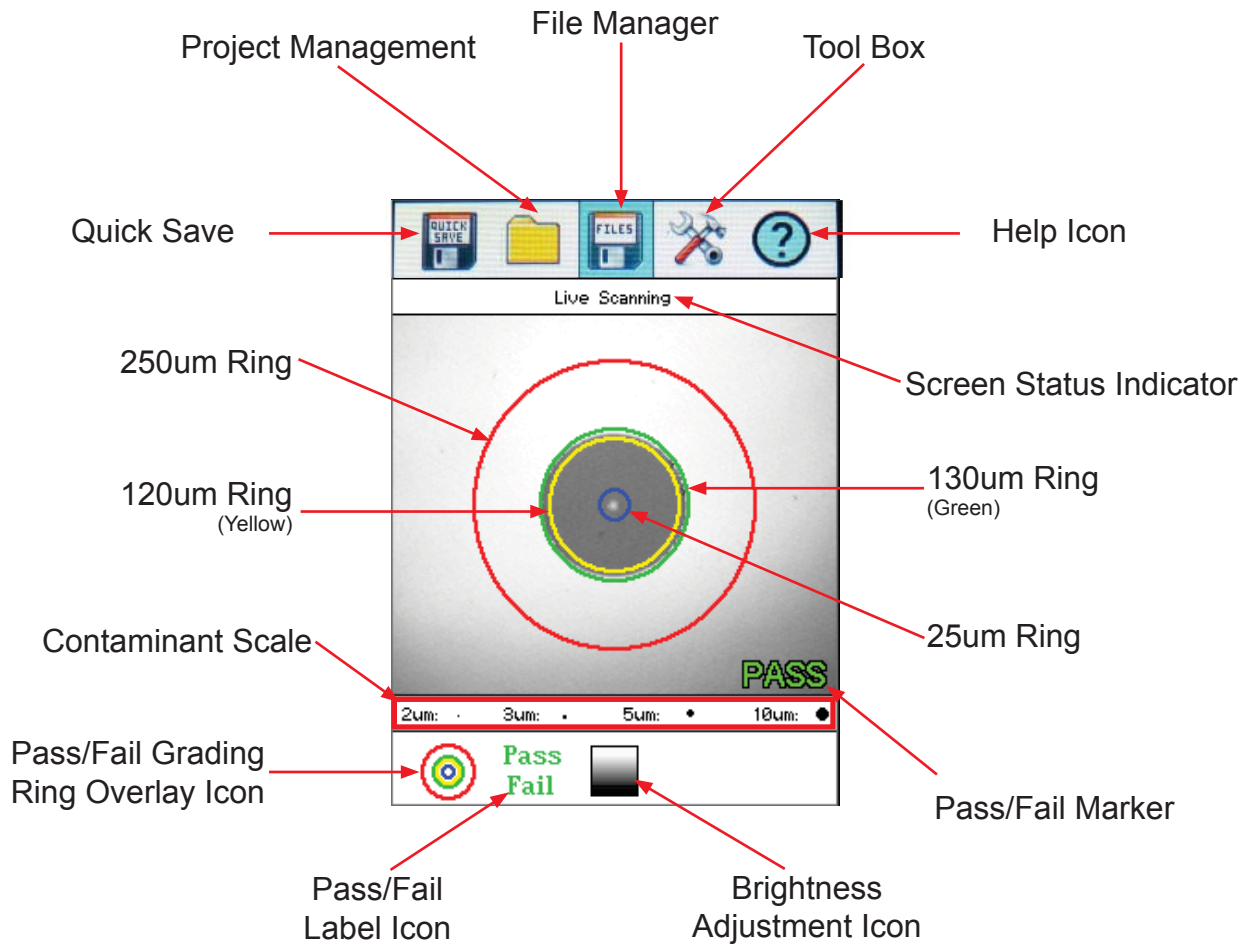 File Manager
Project Management
Tool Box
Quick Save
QUICK
SAVE
FILES
?
Help Icon
Live Scanning
250um Ring
Screen Status Indicator
120um Ring
(Yellow)
130um Ring
(Green)
Contaminant Scale
25um Ring
PASS
2um:
3um:
5um:
10um:
Pass/Fail Grading
Ring Overlay Icon
Pass
Fail
Pass/Fail Marker
Pass/Fail
Label Icon
Brightness
Adjustment Icon